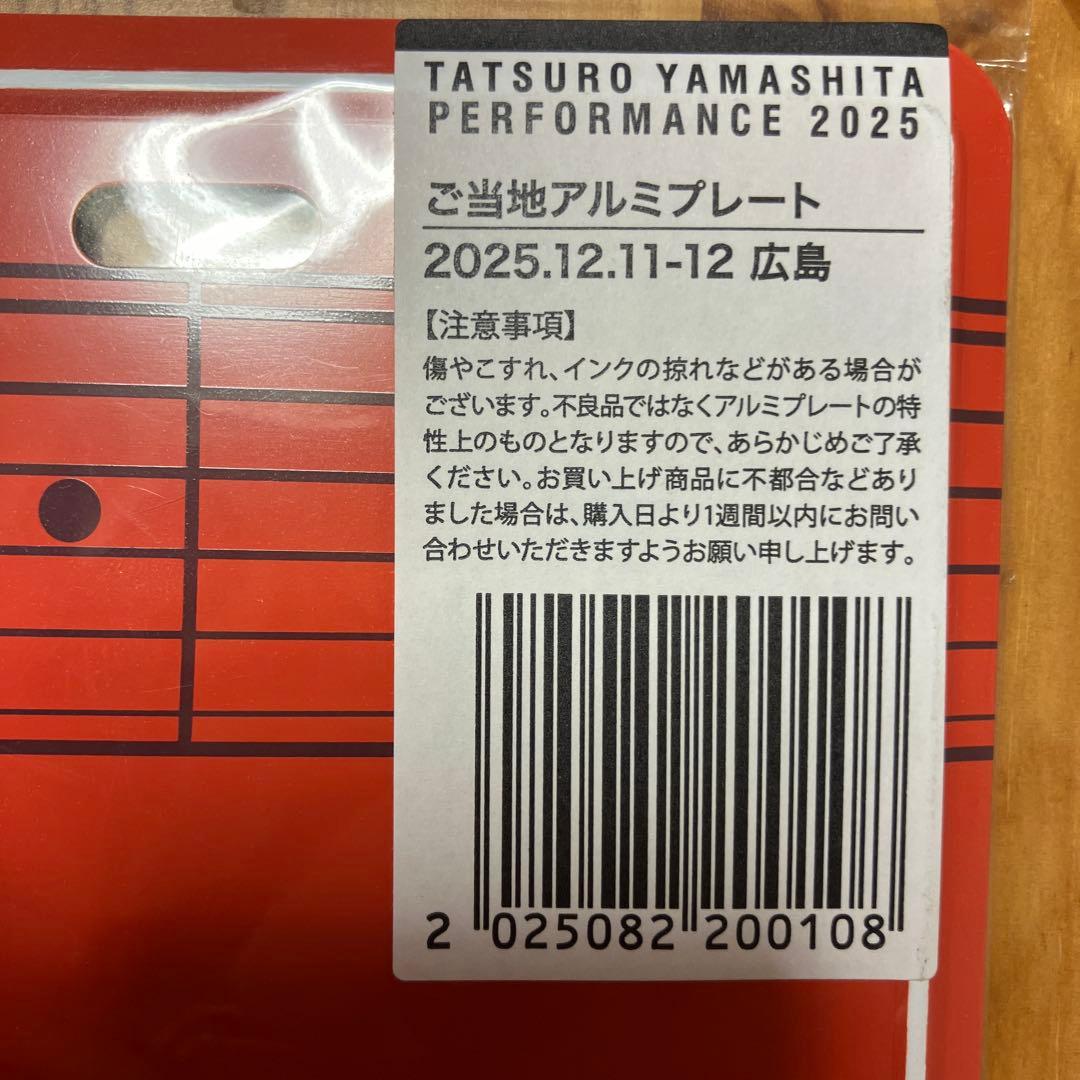 TATSURO YAMASHITA
PERFORMANCE 2025
ご当地アルミプレート
2025.12.11-12 広島
【注意事項】
傷やこすれ、インクの掠れなどがある場合が
ございます。不良品ではなくアルミプレートの特
性上のものとなりますので、あらかじめご了承
ください。お買い上げ商品に不都合などあり
ました場合は、購入日より1週間以内にお問い
合わせいただきますようお願い申し上げます。
2 025082 200108